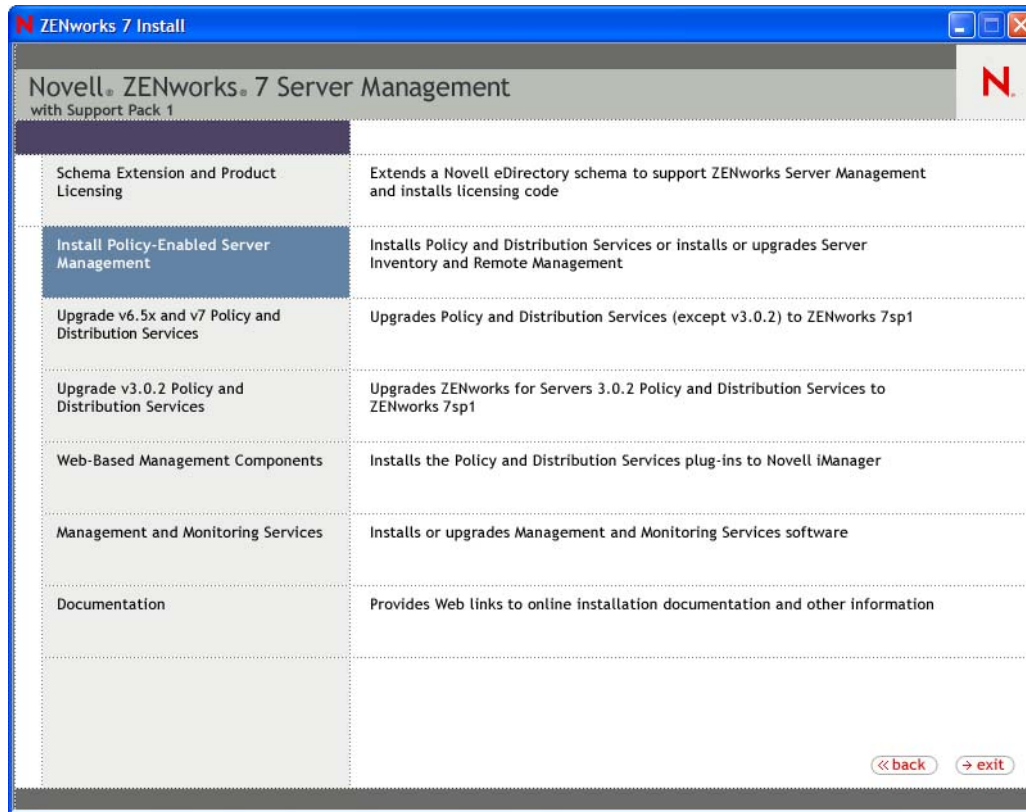 N ZENworks 7 Install
Novell® ZENworks® 7 Server Management
with Support Pack 1
N®
Schema Extension and Product
Licensing
Extends a Novell eDirectory schema to support ZENworks Server Management
and installs licensing code
Install Policy-Enabled Server
Management
Installs Policy and Distribution Services or installs or upgrades Server
Inventory and Remote Management
Upgrade v6.5x and v7 Policy and
Distribution Services
Upgrades Policy and Distribution Services (except v3.0.2) to ZENworks 7sp1
Upgrade v3.0.2 Policy and
Distribution Services
Upgrades ZENworks for Servers 3.0.2 Policy and Distribution Services to
ZENworks 7sp1
Web-Based Management Components
Installs the Policy and Distribution Services plug-ins to Novell iManager
Management and Monitoring Services
Installs or upgrades Management and Monitoring Services software
Documentation
Provides Web links to online installation documentation and other information
« back
→ exit